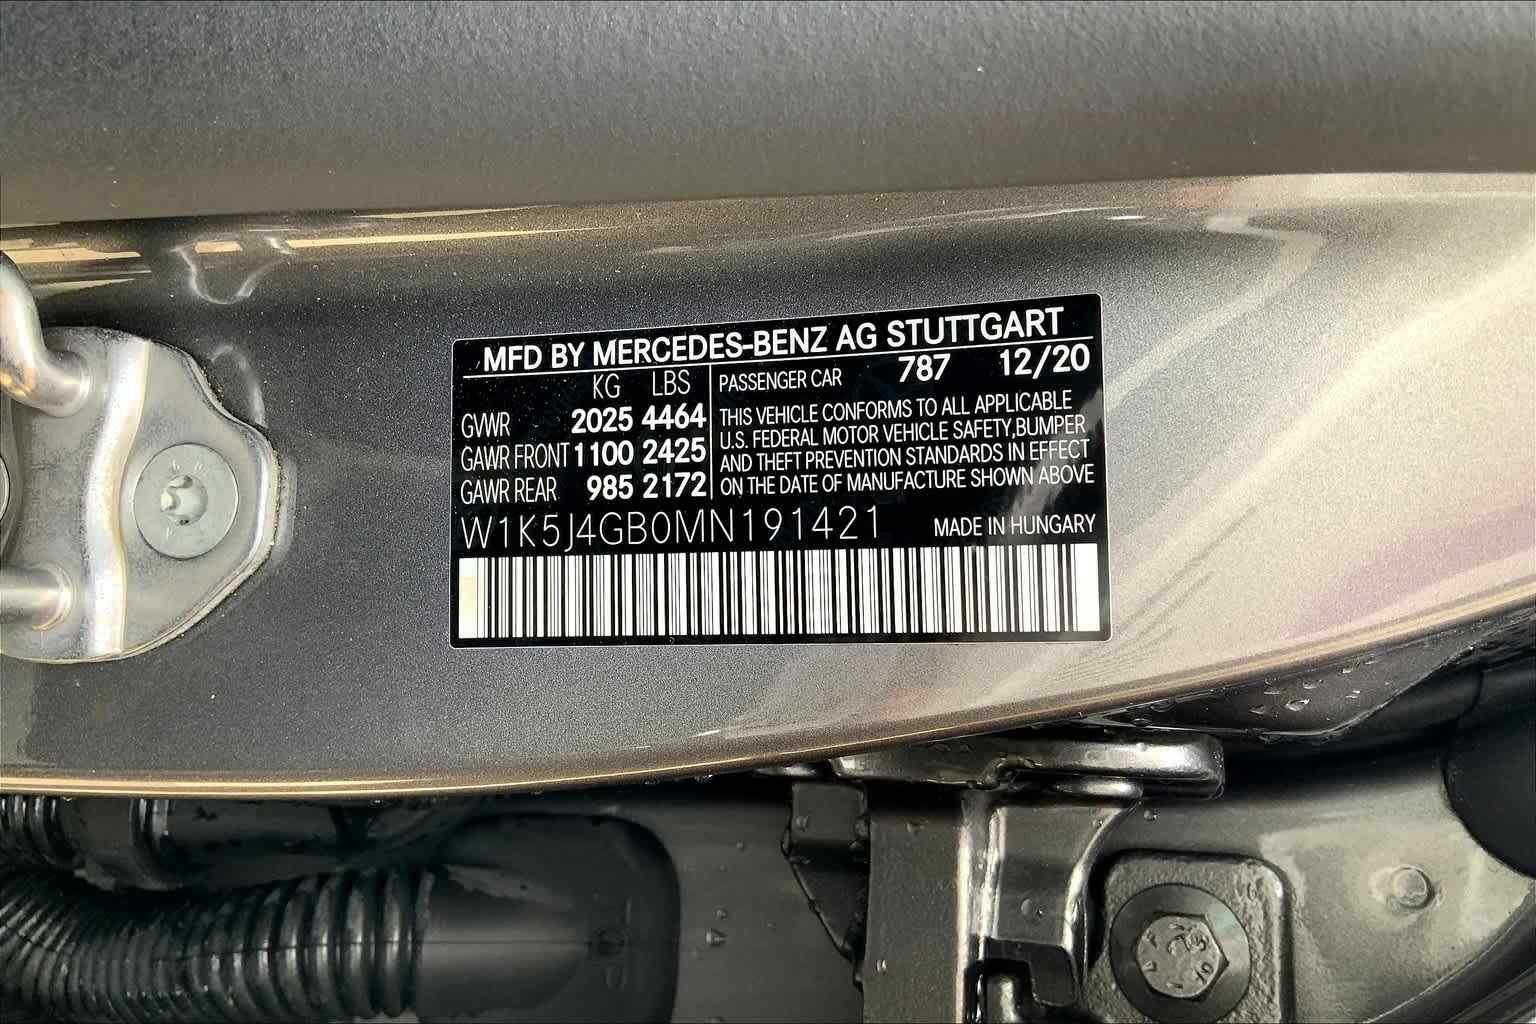 MFD BY MERCEDES-BENZ AG STUTTGART
KG LBS
GVWR 2025 4464
GAWR FRONT 1100 2425
GAWR REAR 985 2172
PASSENGER CAR 787 12/20
THIS VEHICLE CONFORMS TO ALL APPLICABLE
U.S. FEDERAL MOTOR VEHICLE SAFETY,BUMPER
AND THEFT PREVENTION STANDARDS IN EFFECT
ON THE DATE OF MANUFACTURE SHOWN ABOVE
W1K5J4GB0MN191421 MADE IN HUNGARY